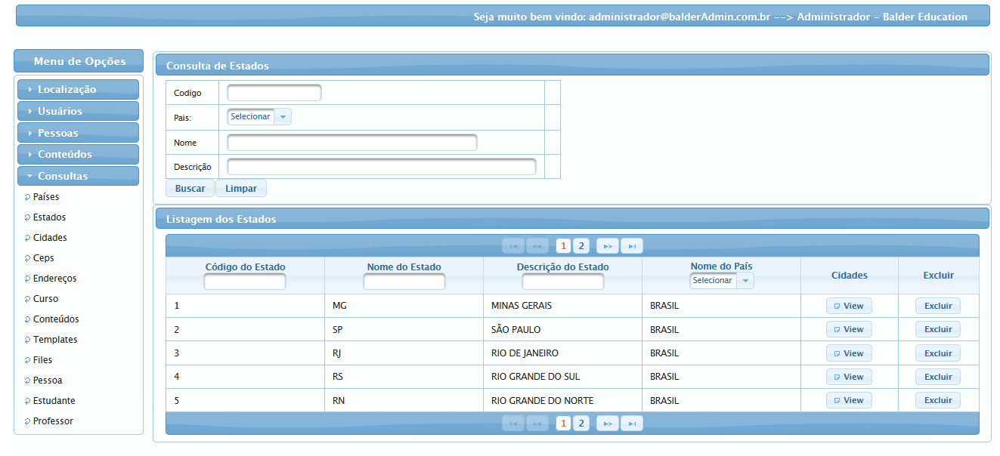 Seja muito bem vindo: administrador@balderAdmin.com.br --> Administrador - Balder Education
Menu de Opções
Localização
Usuários
Pessoas
Conteúdos
Consultas
Países
Estados
Cidades
Ceps
Endereços
Curso
Conteúdos
Templates
Files
Pessoa
Estudante
Professor
Consulta de Estados
Codigo
Pais: Selecionar
Nome
Descrição
Buscar Limpar
Listagem dos Estados
1 2
Código do Estado Nome do Estado Descrição do Estado Nome do País Cidades Excluir
Selecionar
1 MG MINAS GERAIS BRASIL View Excluir
2 SP SÃO PAULO BRASIL View Excluir
3 RJ RIO DE JANEIRO BRASIL View Excluir
4 RS RIO GRANDE DO SUL BRASIL View Excluir
5 RN RIO GRANDE DO NORTE BRASIL View Excluir
1 2